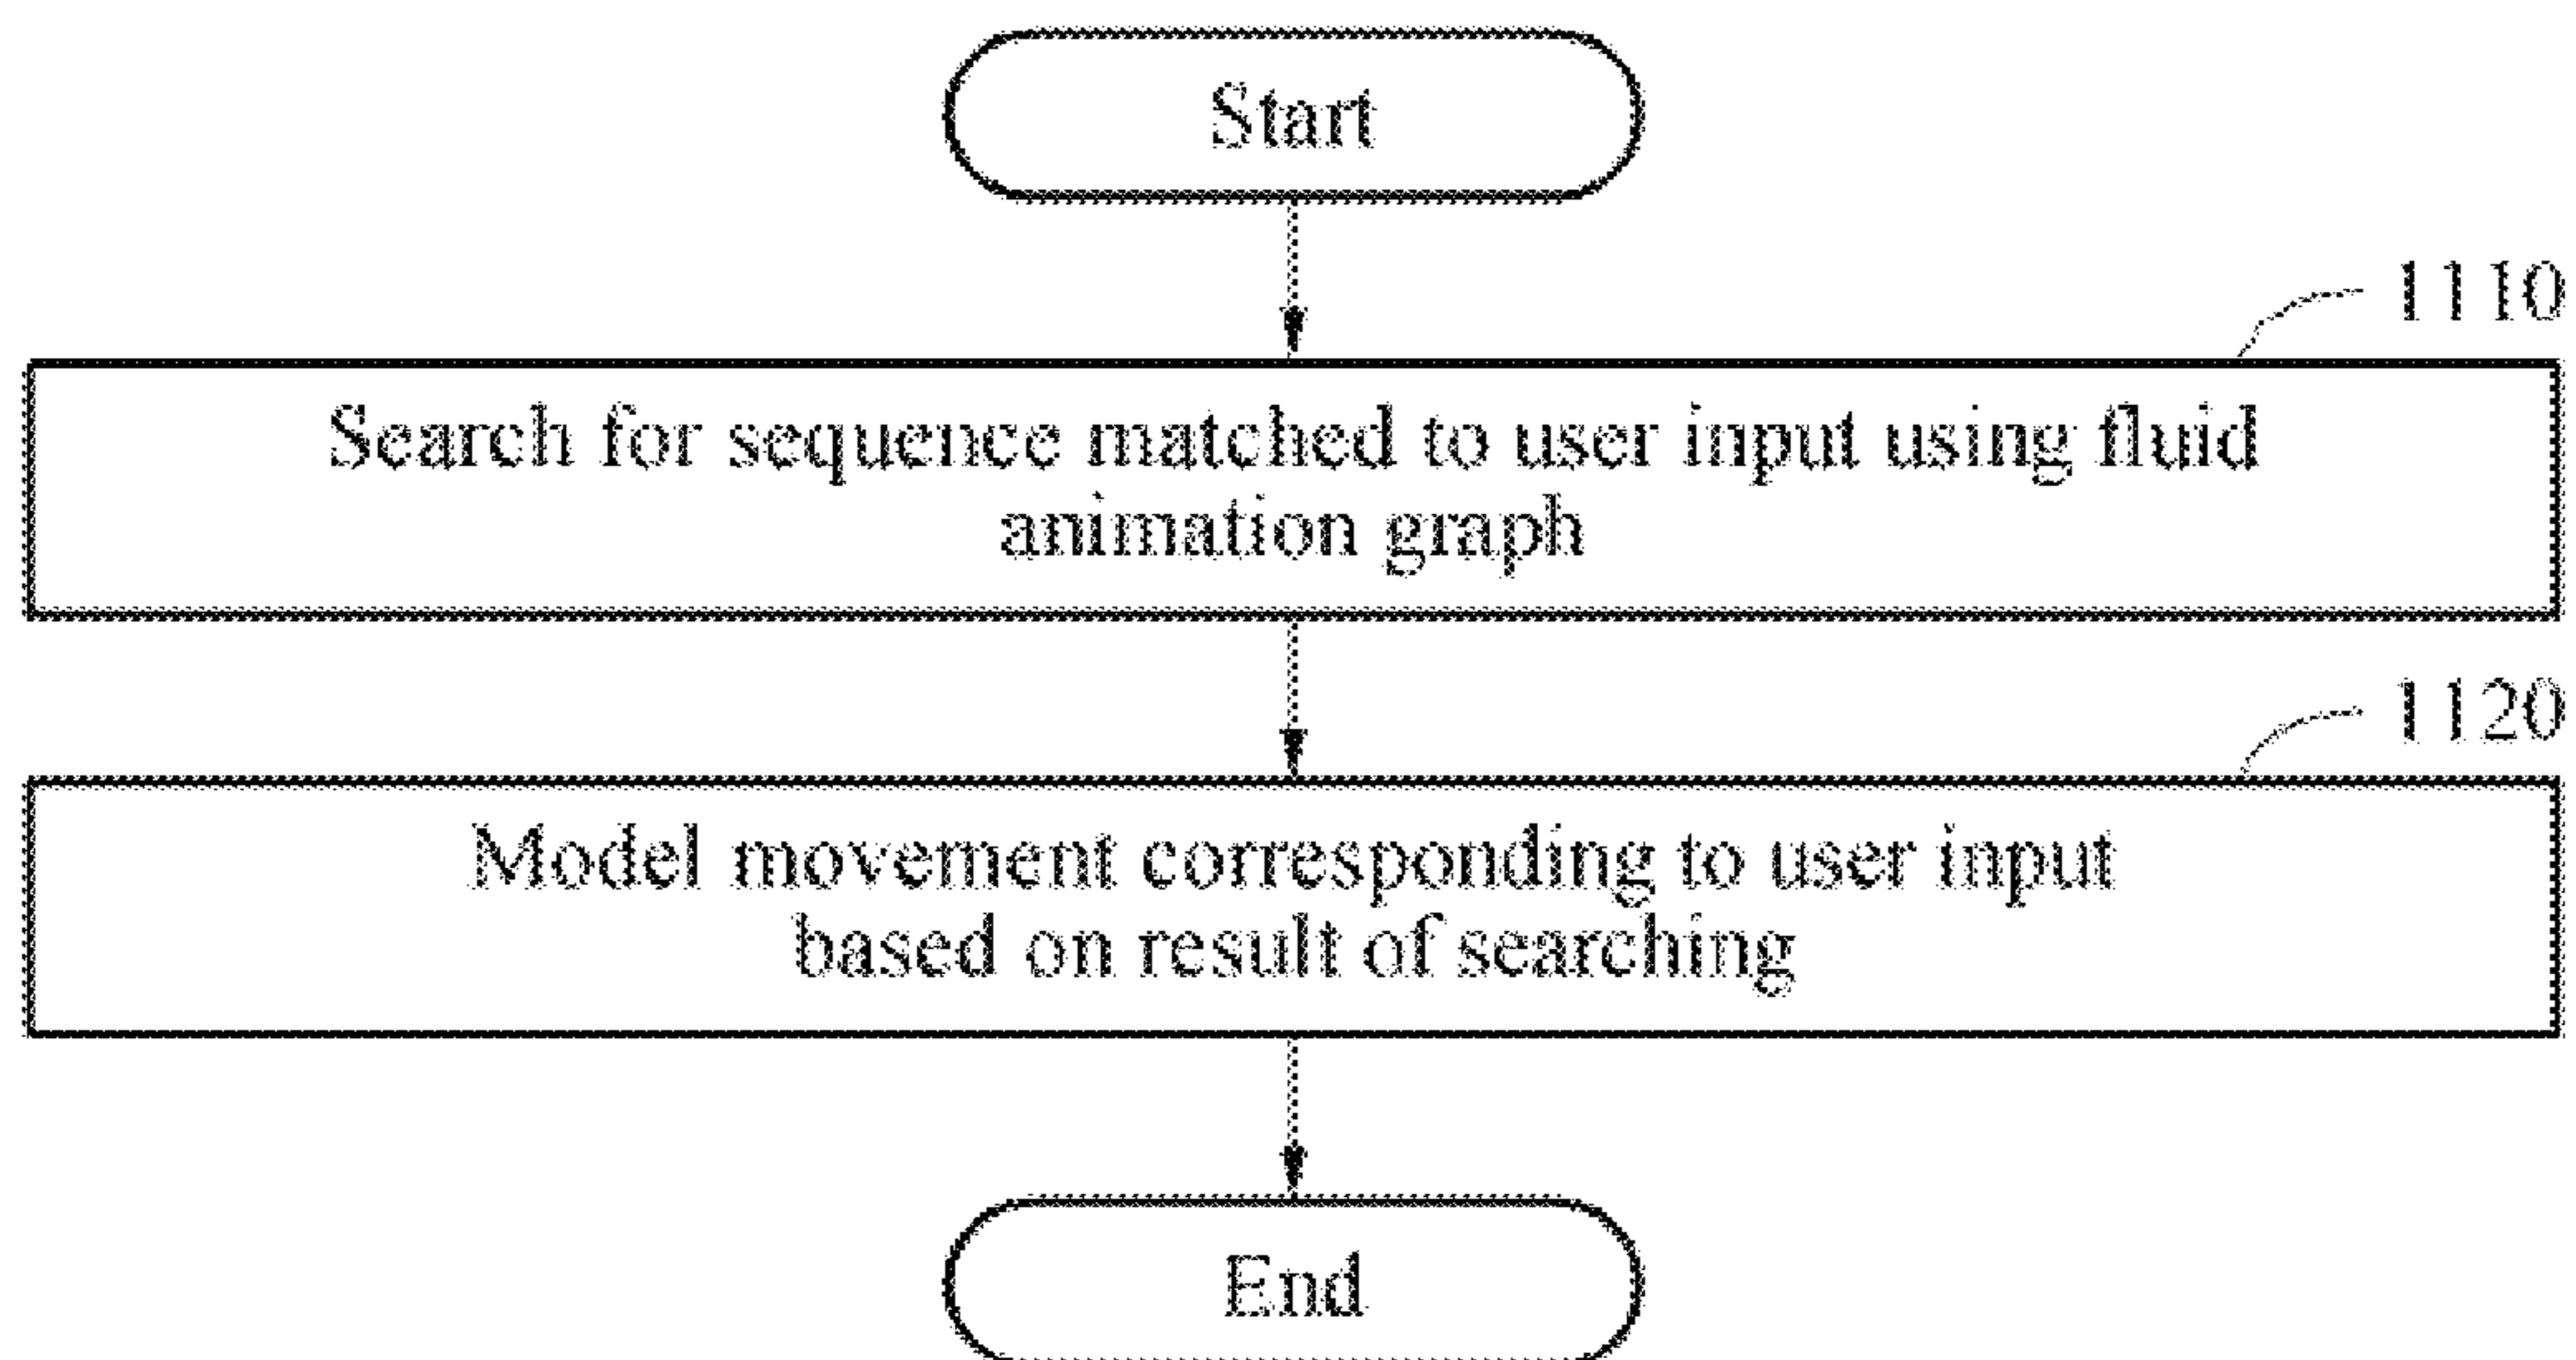 Start
1110
Search for sequence matched to user input using fluid
animation graph
1120
Model movement corresponding to user input
based on result of searching
End